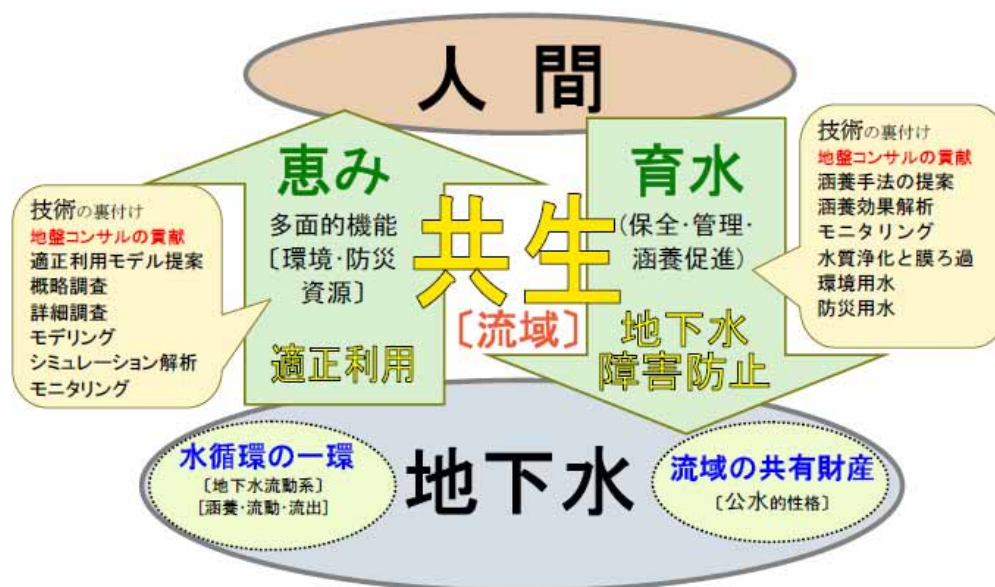 人 間
恵み
多面的機能
〔環境・防災
資源〕
適正利用
共生
〔流域〕
育水
(保全・管理・
涵養促進)
地下水
障害防止
技術の裏付け
地盤コンサルの貢献
適正利用モデル提案
概略調査
詳細調査
モデリング
シミュレーション解析
モニタリング
技術の裏付け
地盤コンサルの貢献
涵養手法の提案
涵養効果解析
モニタリング
水質浄化と膜ろ過
環境用水
防災用水
地下水
水循環の一環
〔地下水流動系〕
[涵養・流動・流出]
流域の共有財産
〔公水的性格〕